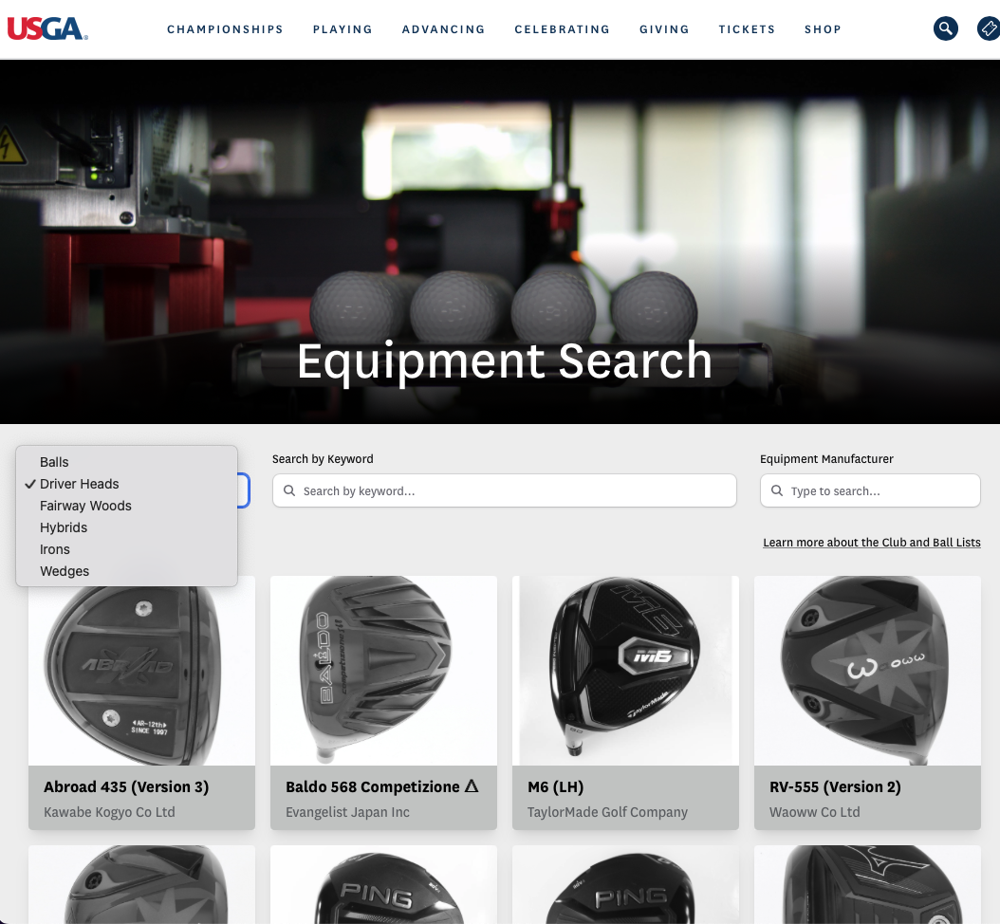 USGA®
CHAMPIONSHIPS PLAYING ADVANCING CELEBRATING GIVING TICKETS SHOP
Equipment Search
Balls
✓ Driver Heads
Fairway Woods
Hybrids
Irons
Wedges
Search by Keyword
Search by keyword...
Equipment Manufacturer
Type to search...
Learn more about the Club and Ball Lists
ABROAD
AR-12th
SINCE 1997
BALDO
competizione 568
M6
M6
TaylorMade
Abroad 435 (Version 3)
Kawabe Kogyo Co Ltd
Baldo 568 Competizione Δ
Evangelist Japan Inc
M6 (LH)
TaylorMade Golf Company
RV-555 (Version 2)
Waoww Co Ltd
PING
PING